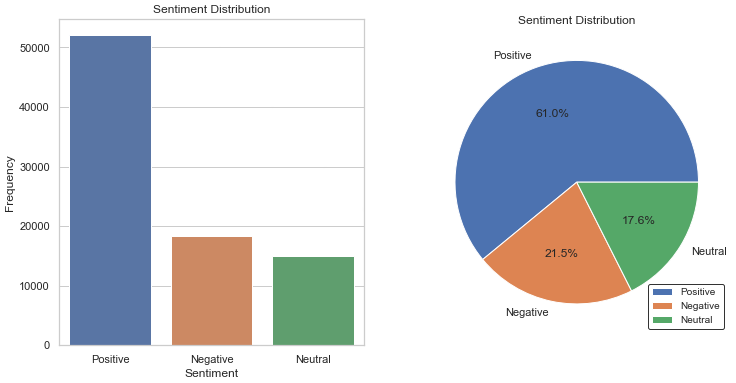 Sentiment Distribution
Frequency
50000
40000
30000
20000
10000
0
Positive
Negative
Neutral
Sentiment
Sentiment Distribution
Positive
61.0%
17.6%
21.5%
Neutral
Negative
Positive
Negative
Neutral